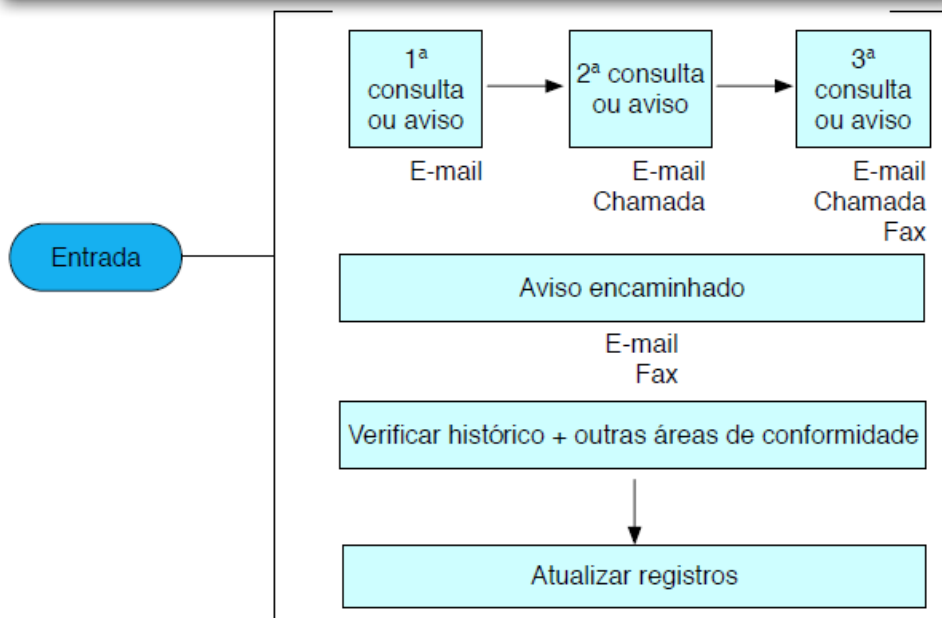 1ª
consulta
ou aviso
2ª consulta
ou aviso
3ª
consulta
ou aviso
E-mail
E-mail
Chamada
E-mail
Chamada
Fax
Entrada
Aviso encaminhado
E-mail
Fax
Verificar histórico + outras áreas de conformidade
Atualizar registros